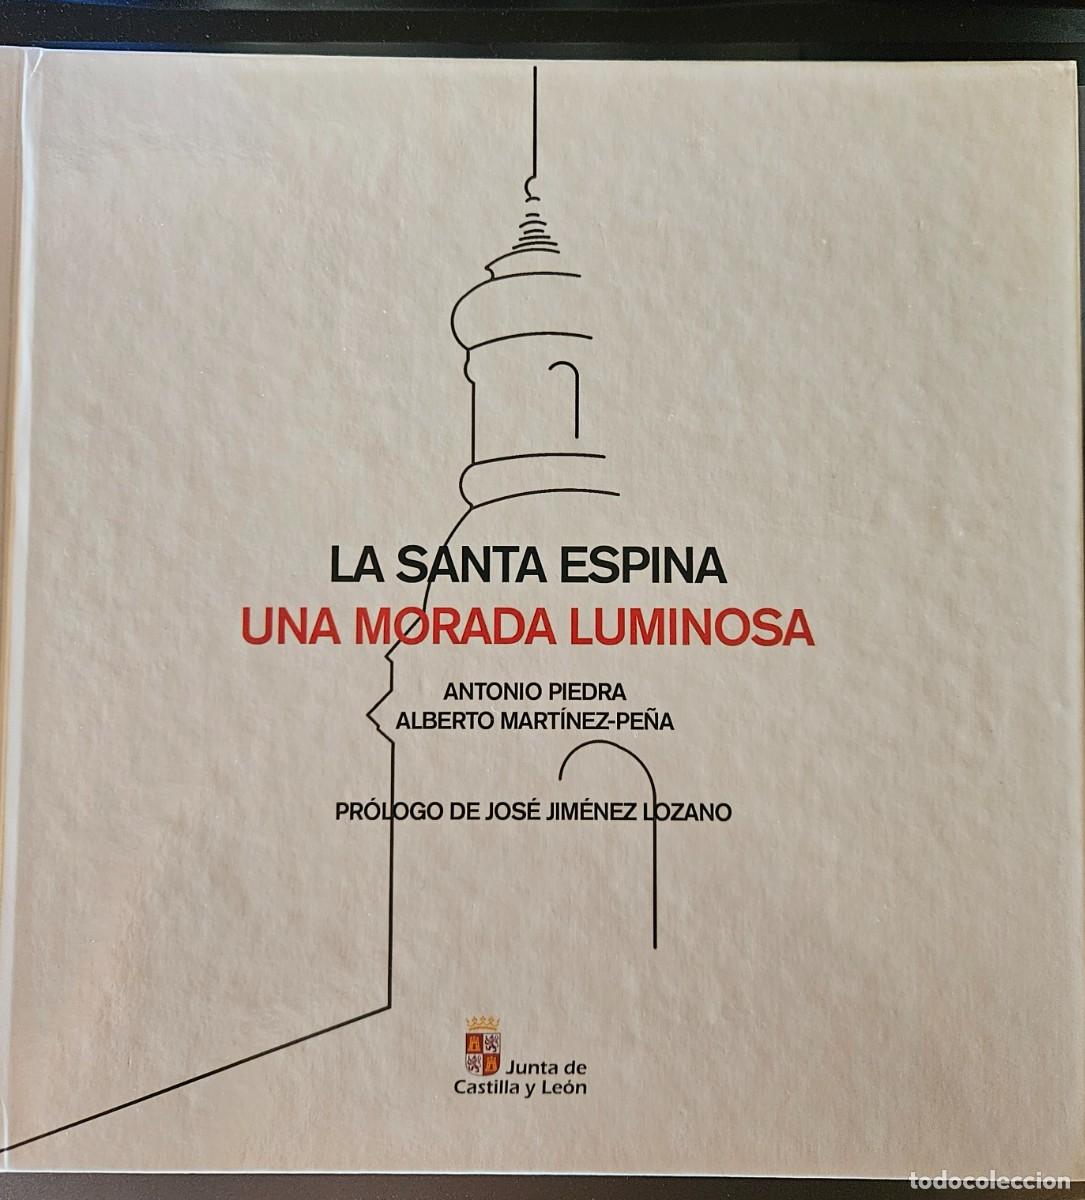 LA SANTA ESPINA
UNA MORADA LUMINOSA
ANTONIO PIEDRA
ALBERTO MARTÍNEZ-PEÑA
PRÓLOGO DE JOSÉ JIMÉNEZ LOZANO
Junta de
Castilla y León
todocoleccion